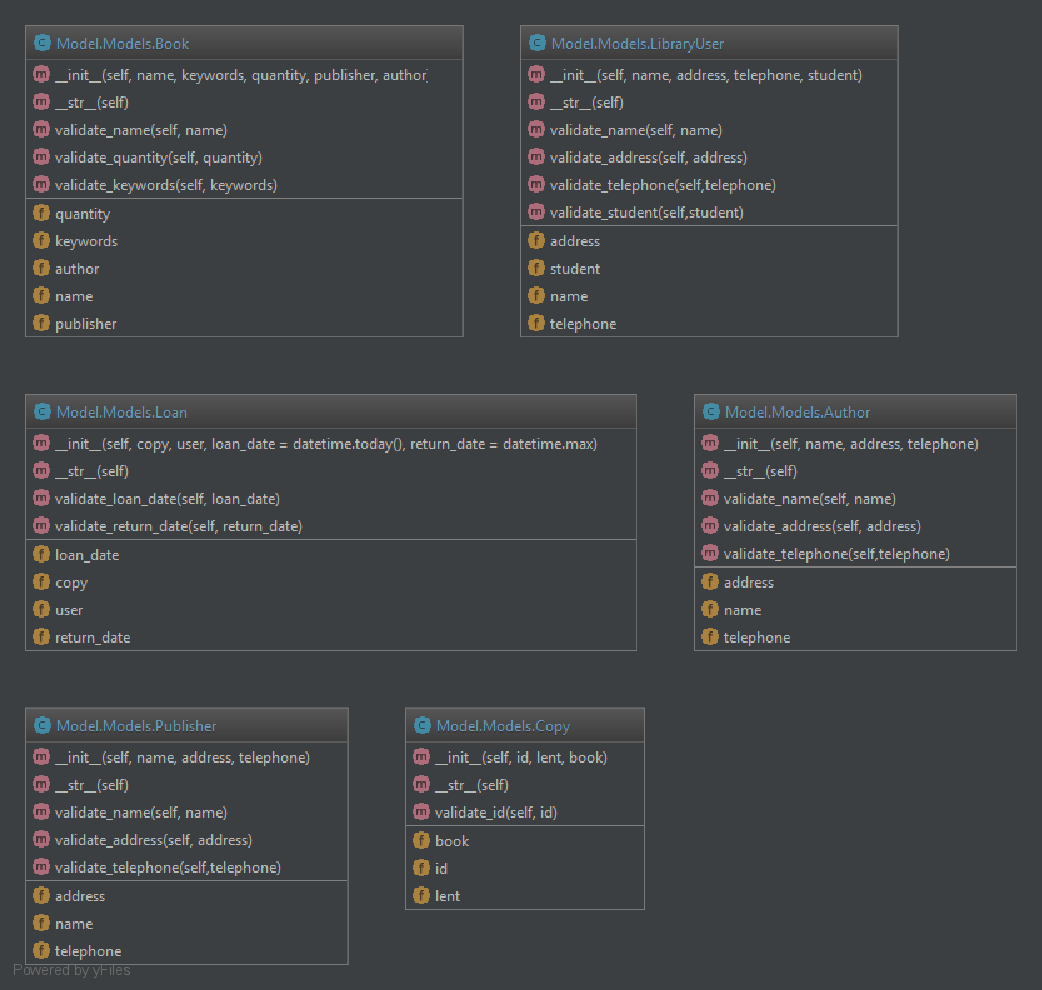 Model.Models.Book
__init__(self, name, keywords, quantity, publisher, author)
__str__(self)
validate_name(self, name)
validate_quantity(self, quantity)
validate_keywords(self, keywords)
quantity
keywords
author
name
publisher
Model.Models.LibraryUser
__init__(self, name, address, telephone, student)
__str__(self)
validate_name(self, name)
validate_address(self, address)
validate_telephone(self,telephone)
validate_student(self,student)
address
student
name
telephone
Model.Models.Loan
__init__(self, copy, user, loan_date = datetime.today(), return_date = datetime.max)
__str__(self)
validate_loan_date(self, loan_date)
validate_return_date(self, return_date)
loan_date
copy
user
return_date
Model.Models.Author
__init__(self, name, address, telephone)
__str__(self)
validate_name(self, name)
validate_address(self, address)
validate_telephone(self,telephone)
address
name
telephone
Model.Models.Publisher
__init__(self, name, address, telephone)
__str__(self)
validate_name(self, name)
validate_address(self, address)
validate_telephone(self,telephone)
address
name
telephone
Model.Models.Copy
__init__(self, id, lent, book)
__str__(self)
validate_id(self, id)
book
id
lent
Powered by yFiles